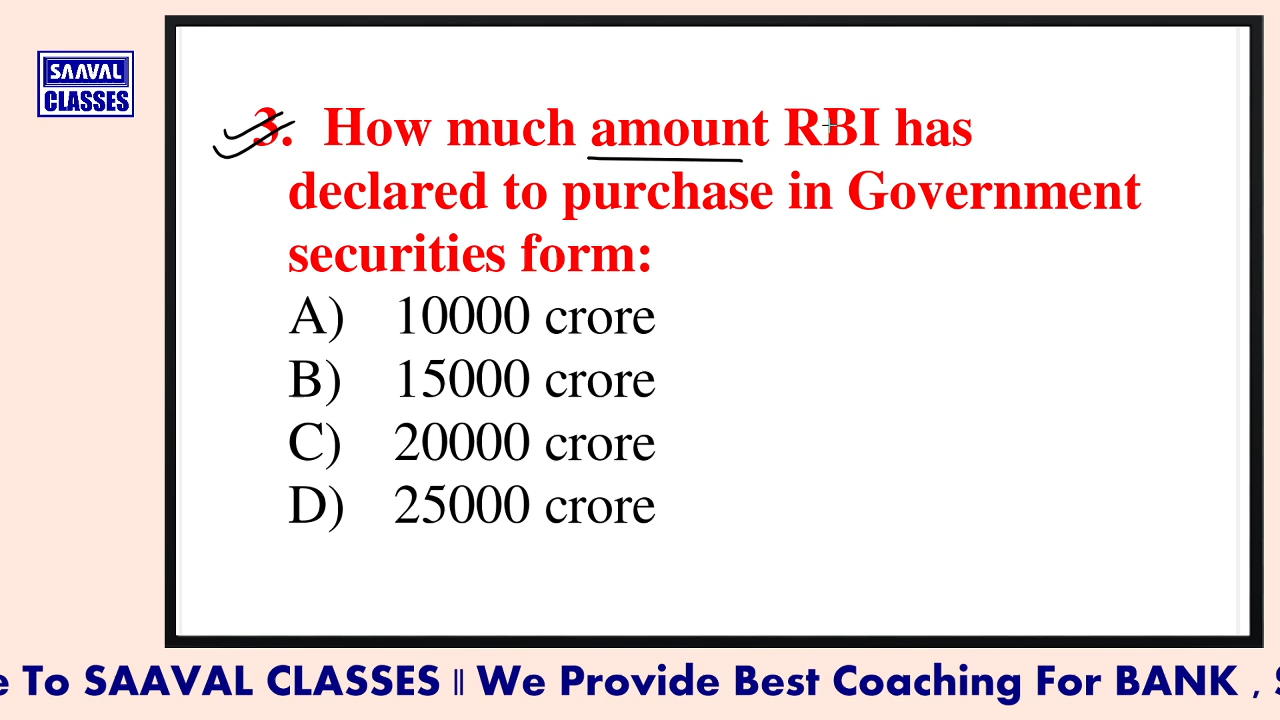 SAAVAL
CLASSES
3. How much amount RBI has
declared to purchase in Government
securities form:
A) 10000 crore
B) 15000 crore
C) 20000 crore
D) 25000 crore
e To SAAVAL CLASSES || We Provide Best Coaching For BANK , S